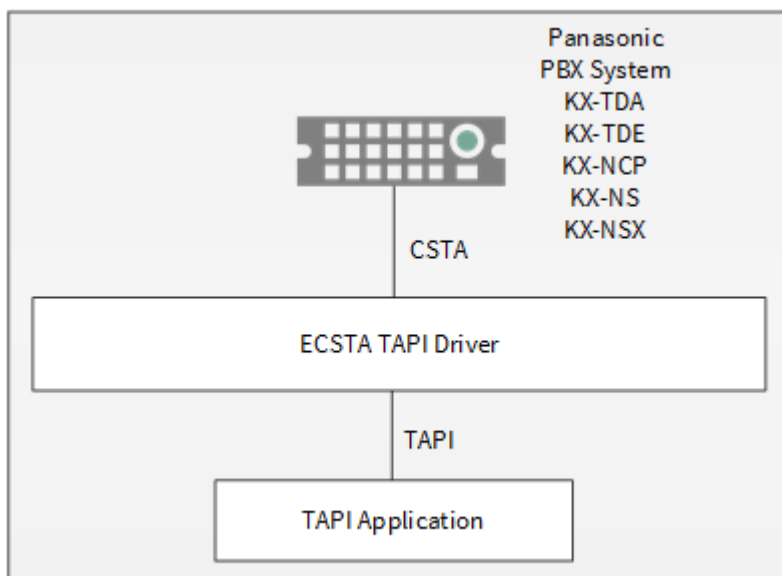 Panasonic
PBX System
KX-TDA
KX-TDE
KX-NCP
KX-NS
KX-NSX
CSTA
ECSTA TAPI Driver
TAPI
TAPI Application